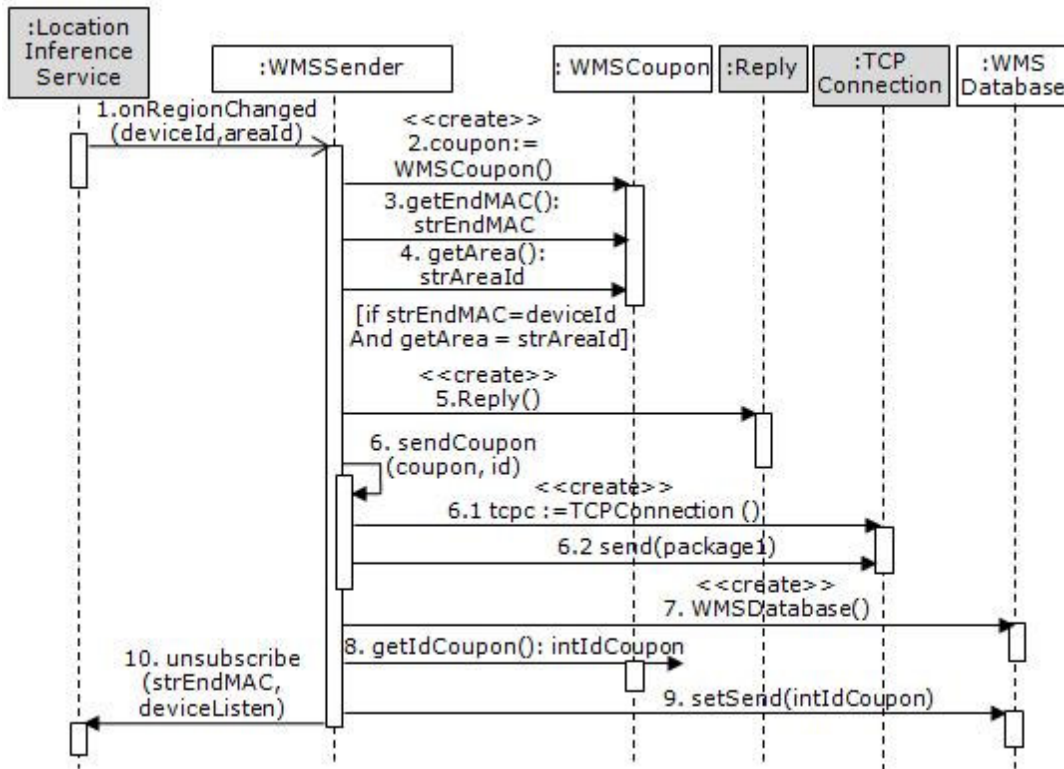 :Location
Inference
Service
:WMSSender
: WMSCoupon
:Reply
:TCP
Connection
:WMS
Database
1.onRegionChanged
(deviceId,areaId)
<<create>>
2.coupon:=
WMSCoupon()
3.getEndMAC():
strEndMAC
4. getArea():
strAreaId
[if strEndMAC=deviceId
And getArea = strAreaId]
<<create>>
5.Reply()
6. sendCoupon
(coupon, id)
<<create>>
6.1 tcpc :=TCPConnection ()
6.2 send(package1)
<<create>>
7. WMSDatabase()
8. getIdCoupon(): intIdCoupon
10. unsubscribe
(strEndMAC,
deviceListen)
9. setSend(intIdCoupon)